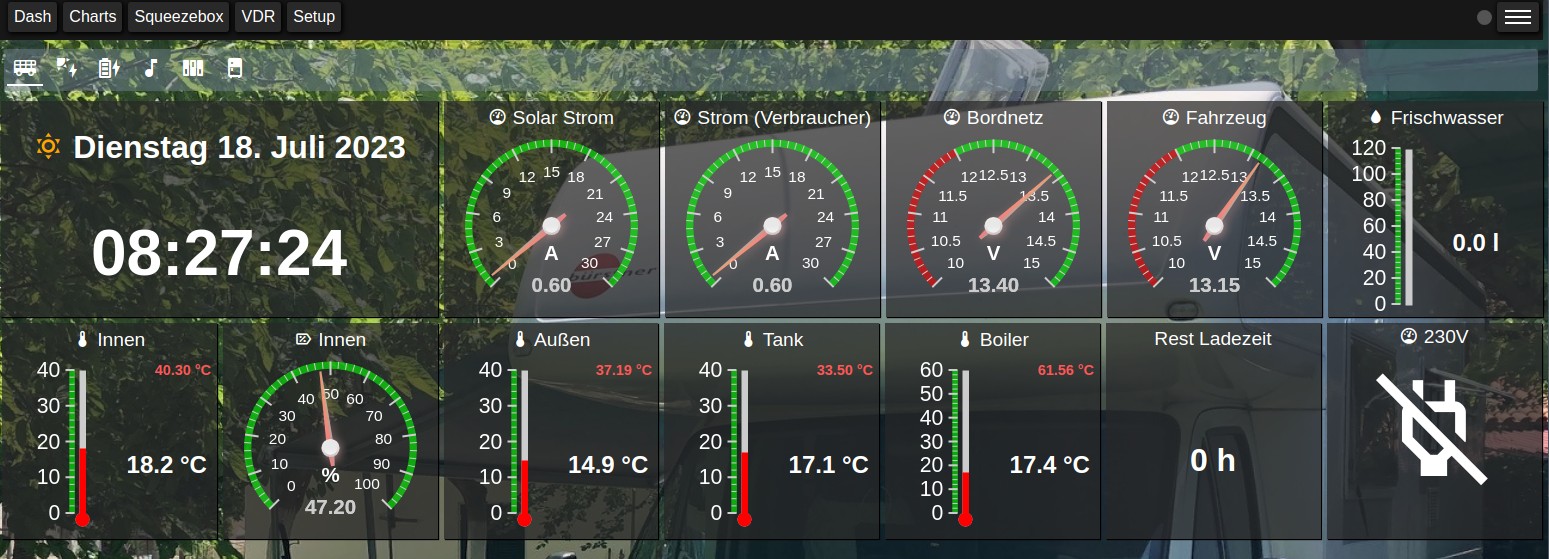 Dash Charts Squeezebox VDR Setup
Dienstag 18. Juli 2023
08:27:24
Solar Strom
0 3 6 9 12 15 18 21 24 27 30
A
0.60
Strom (Verbraucher)
0 3 6 9 12 15 18 21 24 27 30
A
0.60
Bordnetz
10 10.5 11 11.5 12 12.5 13 13.5 14 14.5 15
V
13.40
Fahrzeug
10 10.5 11 11.5 12 12.5 13 13.5 14 14.5 15
V
13.15
Frischwasser
120
100
80
60
40
20
0
0.0 l
Innen
40.30 °C
40
30
20
10
0
18.2 °C
Innen
0 10 20 30 40 50 60 70 80 90 100
%
47.20
Außen
37.19 °C
40
30
20
10
0
14.9 °C
Tank
33.50 °C
40
30
20
10
0
17.1 °C
Boiler
61.56 °C
60
50
40
30
20
10
0
17.4 °C
Rest Ladezeit
0 h
230V